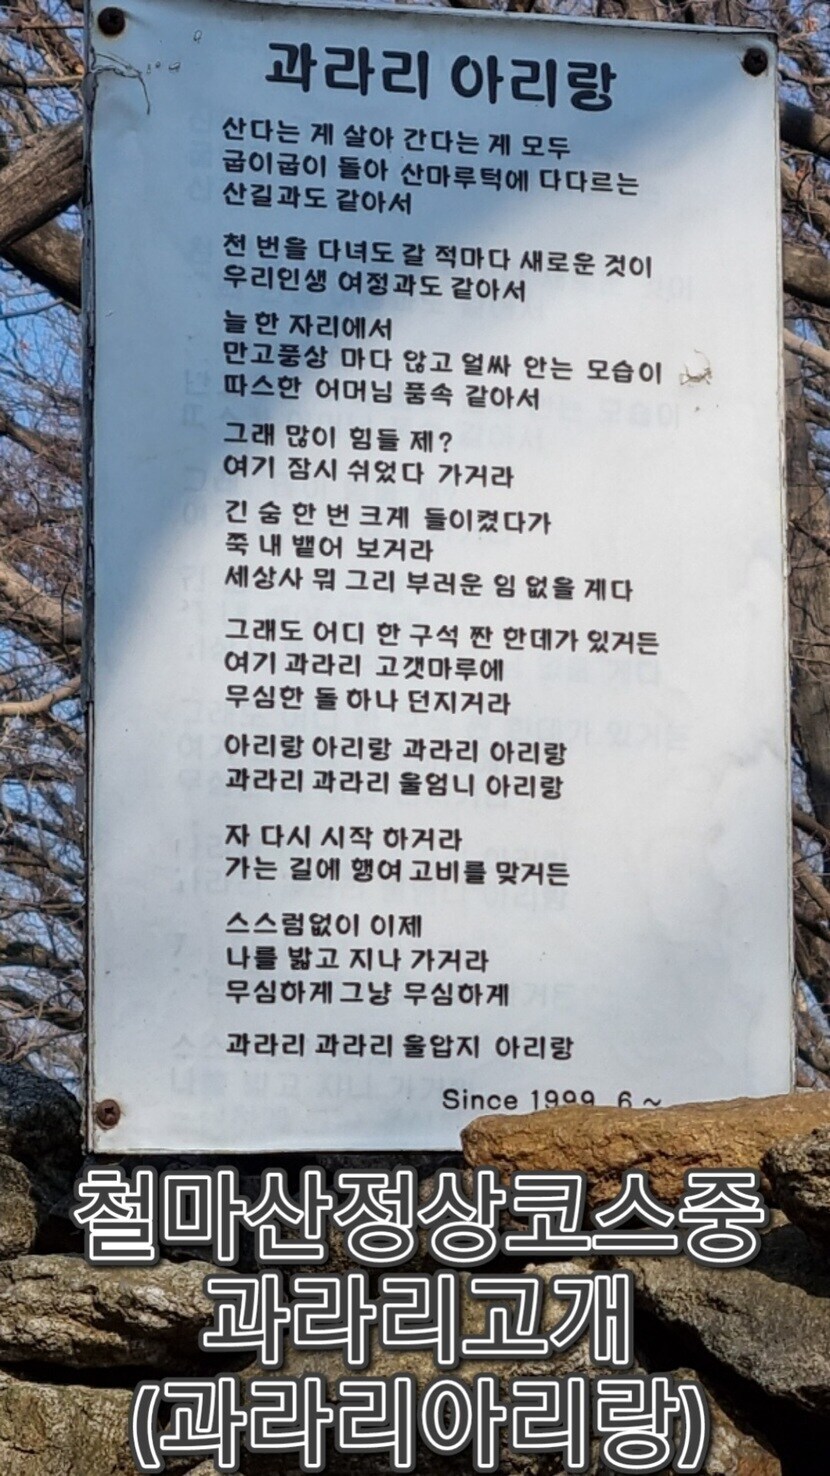 과라리 아리랑
산다는 게 살아 간다는 게 모두
굽이굽이 돌아 산마루턱에 다다르는
산길과도 같아서
천 번을 다녀도 갈 적마다 새로운 것이
우리인생 여정과도 같아서
늘 한 자리에서
만고풍상 마다 않고 얼싸 안는 모습이
따스한 어머님 품속 같아서
그래 많이 힘들 제?
여기 잠시 쉬었다 가거라
긴 숨 한 번 크게 들이켰다가
쭉 내 뱉어 보거라
세상사 뭐 그리 부러운 임 없을 게다
그래도 어디 한 구석 짠 한데가 있거든
여기 과라리 고갯마루에
무심한 돌 하나 던지거라
아리랑 아리랑 과라리 아리랑
과라리 과라리 울엄니 아리랑
자 다시 시작 하거라
가는 길에 행여 고비를 맞거든
스스럼없이 이제
나를 밟고 지나 가거라
무심하게 그냥 무심하게
과라리 과라리 울압지 아리랑
Since 1999. 6 ~
철마산정상코스중
과라리고개
(과라리아리랑)